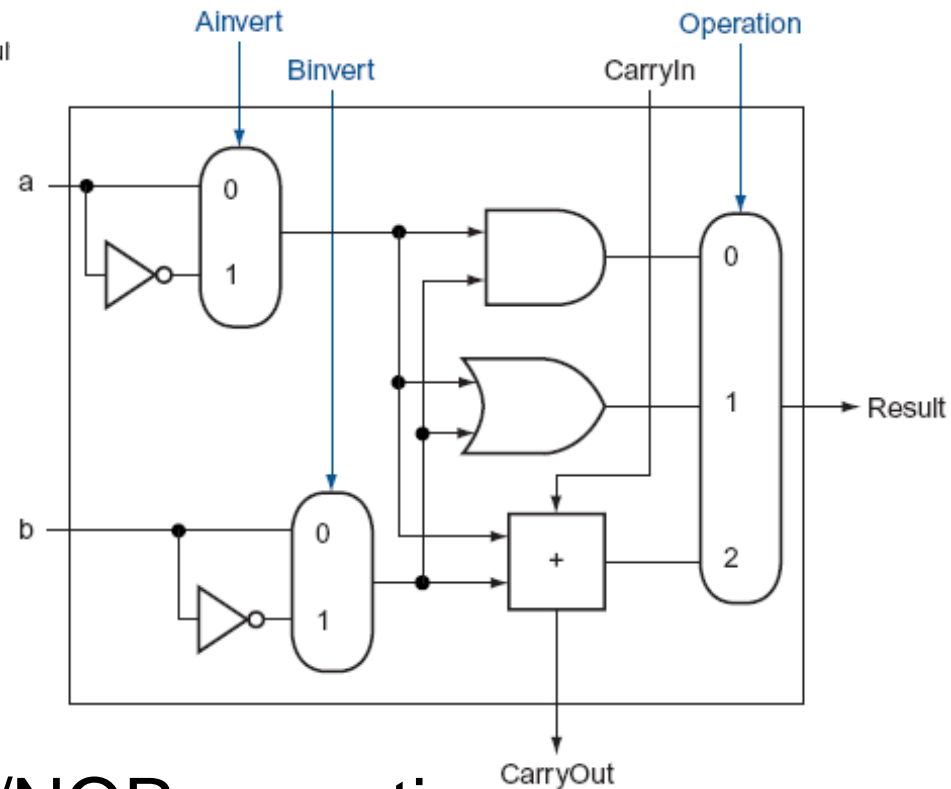 Ainvert
Operation
Binvert
CarryIn
a
0
1
0
1
Result
b
0
1
+
2
CarryOut